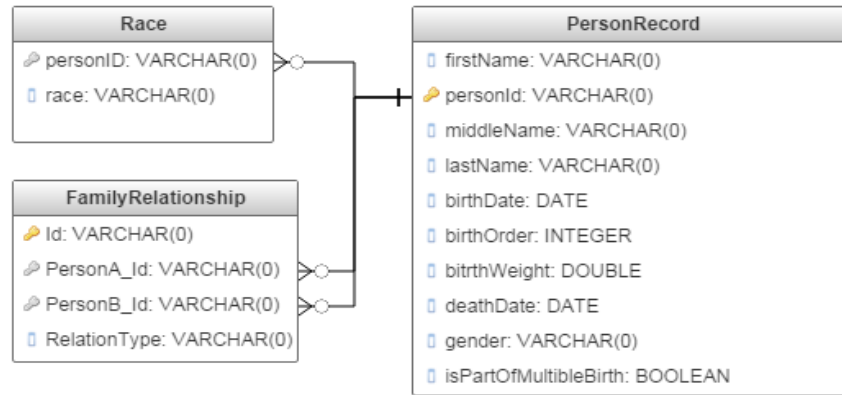 Race
personID: VARCHAR(0)
race: VARCHAR(0)
FamilyRelationship
Id: VARCHAR(0)
PersonA_Id: VARCHAR(0)
PersonB_Id: VARCHAR(0)
RelationType: VARCHAR(0)
PersonRecord
firstName: VARCHAR(0)
personId: VARCHAR(0)
middleName: VARCHAR(0)
lastName: VARCHAR(0)
birthDate: DATE
birthOrder: INTEGER
bitrthWeight: DOUBLE
deathDate: DATE
gender: VARCHAR(0)
isPartOfMultibleBirth: BOOLEAN